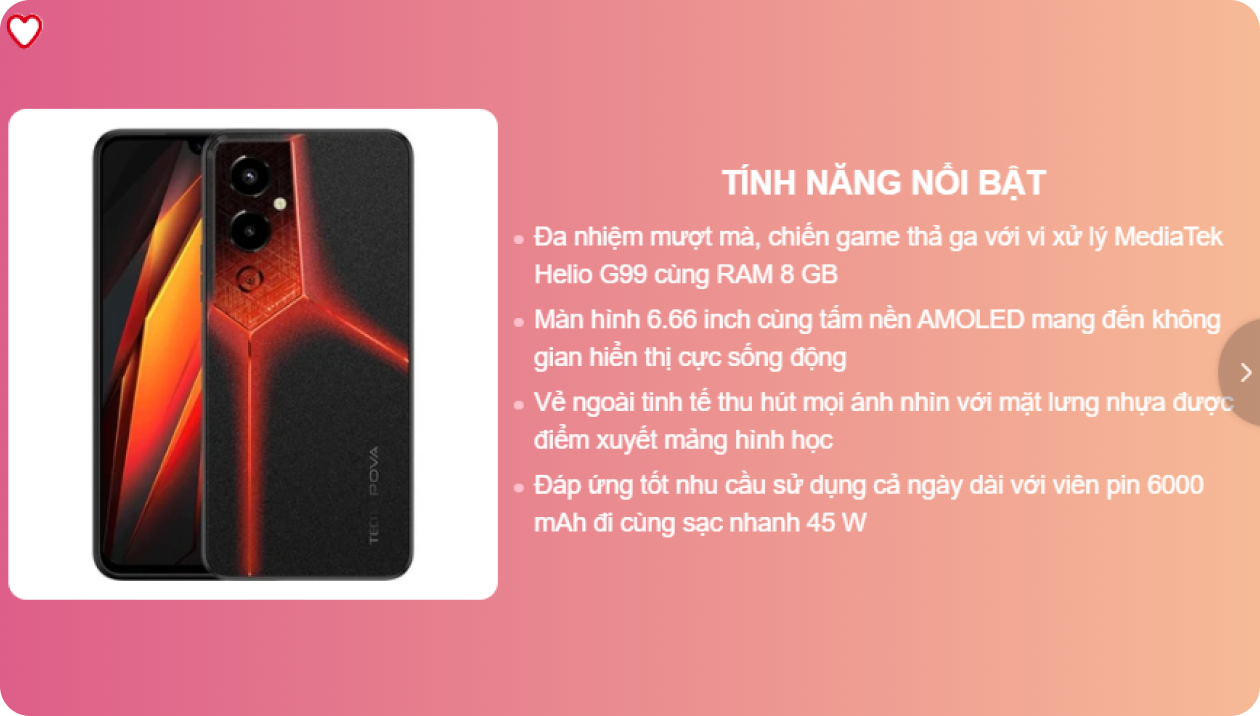 TÍNH NĂNG NỔI BẬT
Đa nhiệm mượt mà, chiến game thả ga với vi xử lý MediaTek
Helio G99 cùng RAM 8 GB
Màn hình 6.66 inch cùng tấm nền AMOLED mang đến không
gian hiển thị cực sống động
Vẻ ngoài tinh tế thu hút mọi ánh nhìn với mặt lưng nhựa được
điểm xuyết mảng hình học
Đáp ứng tốt nhu cầu sử dụng cả ngày dài với viên pin 6000
mAh đi cùng sạc nhanh 45 W
POVA